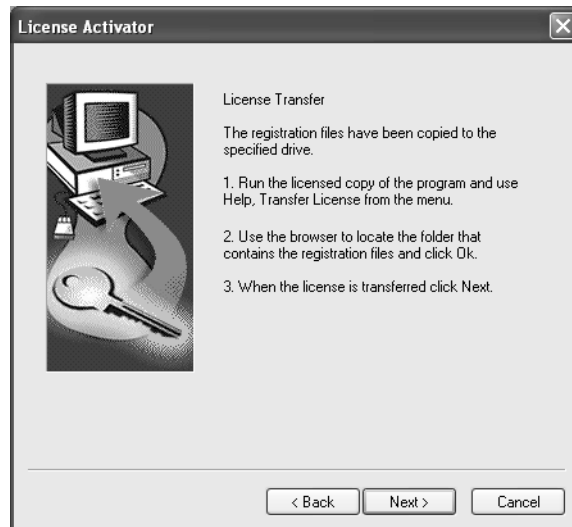 License Activator
License Transfer
The registration files have been copied to the
specified drive.
1. Run the licensed copy of the program and use
Help, Transfer License from the menu.
2. Use the browser to locate the folder that
contains the registration files and click Ok.
3. When the license is transferred click Next.
< Back Next > Cancel